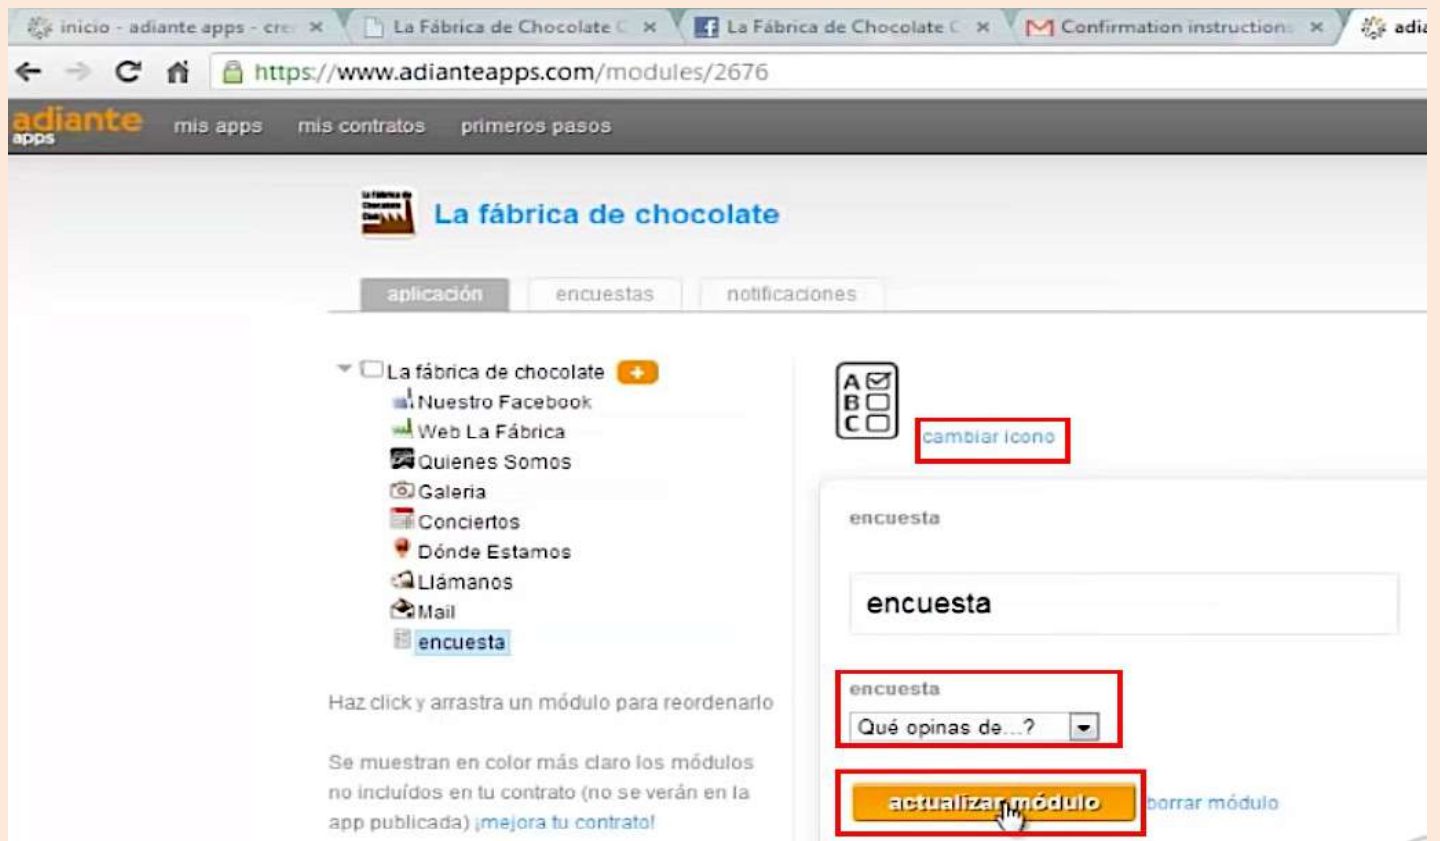 inicio - adiante apps - cre
La Fábrica de Chocolate C
La Fábrica de Chocolate C
Confirmation instructions
adia
https://www.adianteapps.com/modules/2676
adiante
apps
mis apps
mis contratos
primeros pasos
La fábrica de chocolate
aplicación
encuestas
notificaciones
La fábrica de chocolate
Nuestro Facebook
Web La Fábrica
Quienes Somos
Galeria
Conciertos
Dónde Estamos
Llámanos
Mail
encuesta
Haz click y arrastra un módulo para reordenarlo
Se muestran en color más claro los módulos
no incluídos en tu contrato (no se verán en la
app publicada) ¡mejora tu contrato!
A
B
C
cambiar icono
encuesta
encuesta
encuesta
Qué opinas de...?
actualizar módulo
borrar módulo